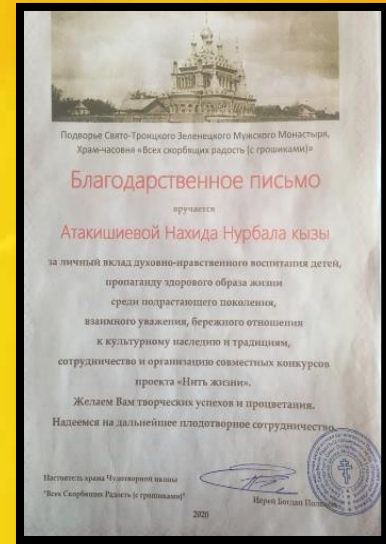 Подворье Свято-Троицкого Зеленецкого Мужского Монастыря,
Храм-часовня «Всех скорбящих радость (с грошиками)»
Благодарственное письмо
вручается
Атакишиевой Нахида Нурбала кызы
за личный вклад духовно-нравственного воспитания детей,
пропаганду здорового образа жизни
среди подрастающего поколения,
взаимного уважения, бережного отношения
к культурному наследию и традициям,
сотрудничество и организацию совместных конкурсов
проекта «Нить жизни».
Желаем Вам творческих успехов и процветания.
Надеемся на дальнейшее плодотворное сотрудничество.
Настоятель храма Чудотворной иконы
"Всех Скорбящих Радость (с грошиками)"
Иерей Богдан
2020